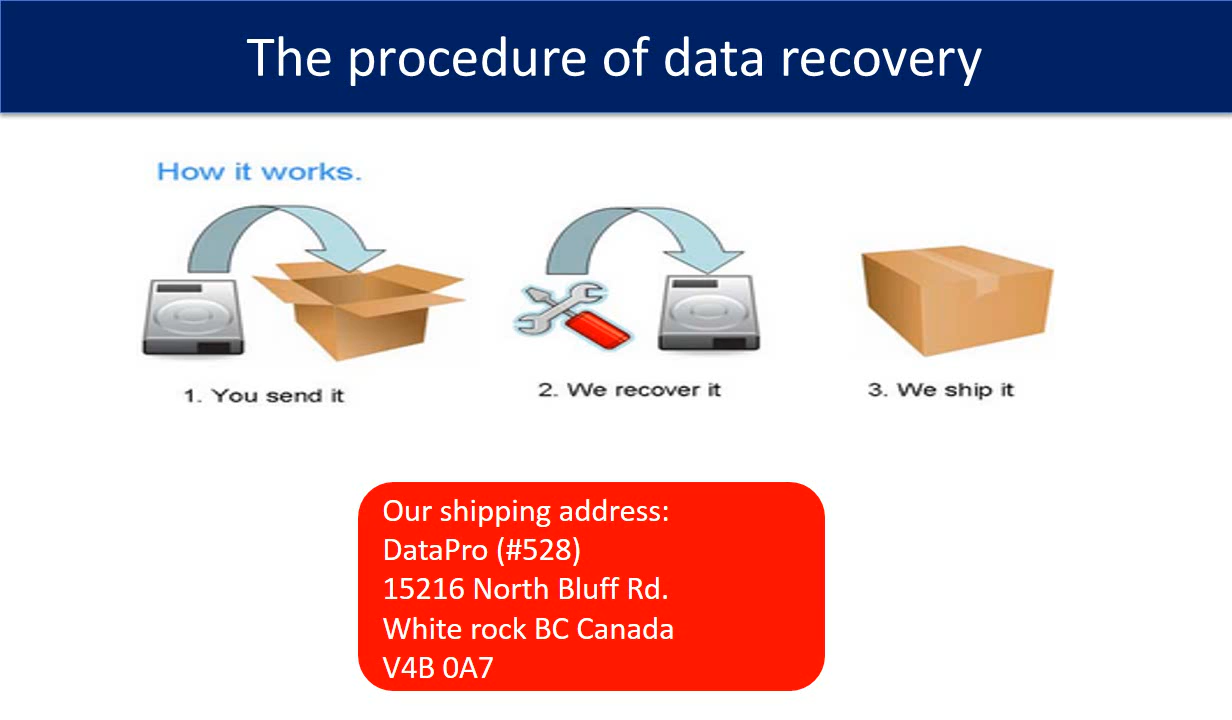 The procedure of data recovery
How it works.
1. You send it
2. We recover it
3. We ship it
Our shipping address:
DataPro (#528)
15216 North Bluff Rd.
White rock BC Canada
V4B 0A7